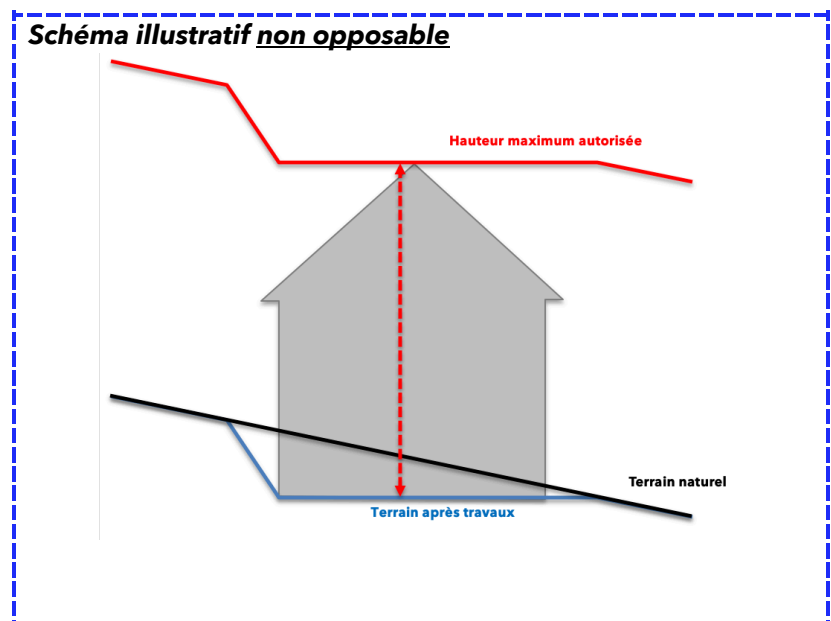 Schéma illustratif non opposable
Hauteur maximum autorisée
Terrain naturel
Terrain après travaux